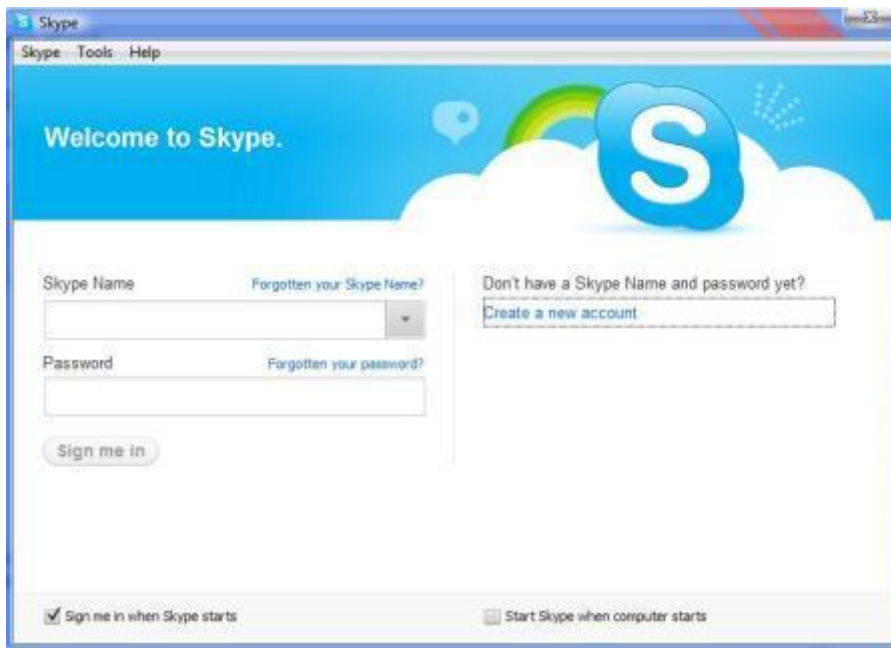 Skype
Skype Tools Help
Welcome to Skype.
S
Skype Name Forgotten your Skype Name?
Password Forgotten your password?
Sign me in
Don't have a Skype Name and password yet?
Create a new account
Sign me in when Skype starts
Start Skype when computer starts